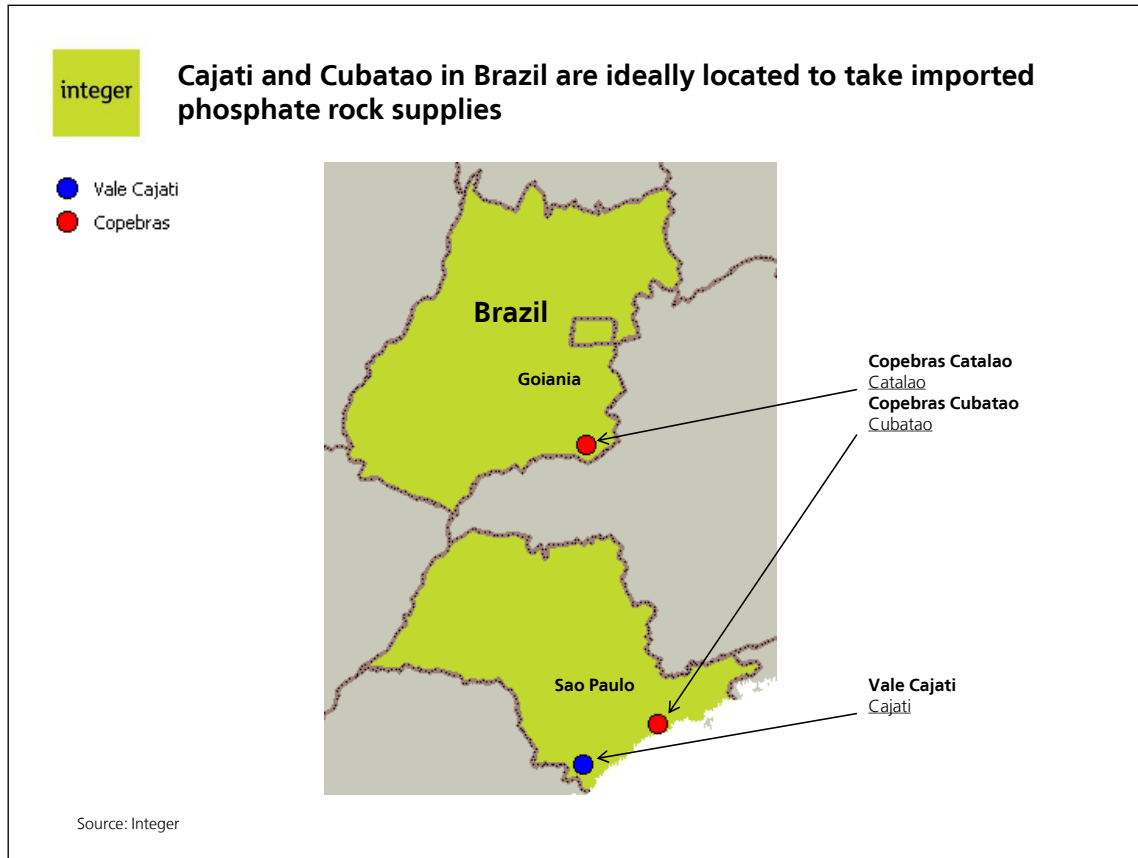 integer
Cajati and Cubatao in Brazil are ideally located to take imported
phosphate rock supplies
Vale Cajati
Copebras
Brazil
Goiania
Copebras Catalao
Catalao
Copebras Cubatao
Cubatao
Sao Paulo
Vale Cajati
Cajati
Source: Integer